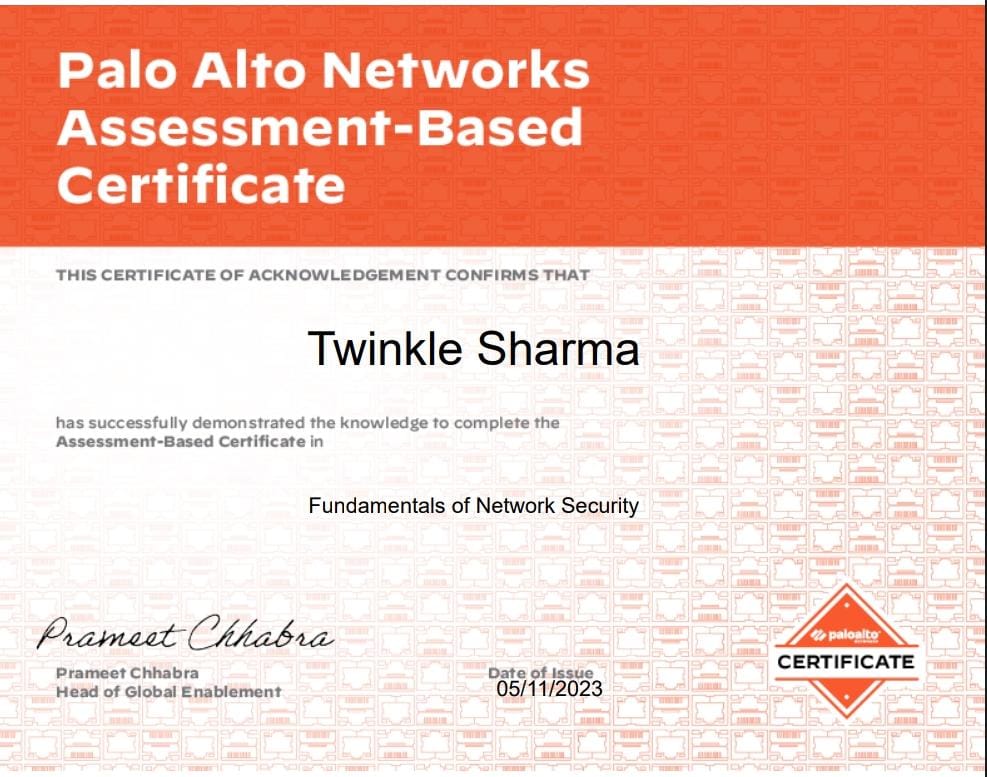 Palo Alto Networks
Assessment-Based
Certificate
THIS CERTIFICATE OF ACKNOWLEDGEMENT CONFIRMS THAT
Twinkle Sharma
has successfully demonstrated the knowledge to complete the
Assessment-Based Certificate in
Fundamentals of Network Security
Prameet Chhabra
Prameet Chhabra
Head of Global Enablement
Date of Issue
05/11/2023
paloalto
CERTIFICATE